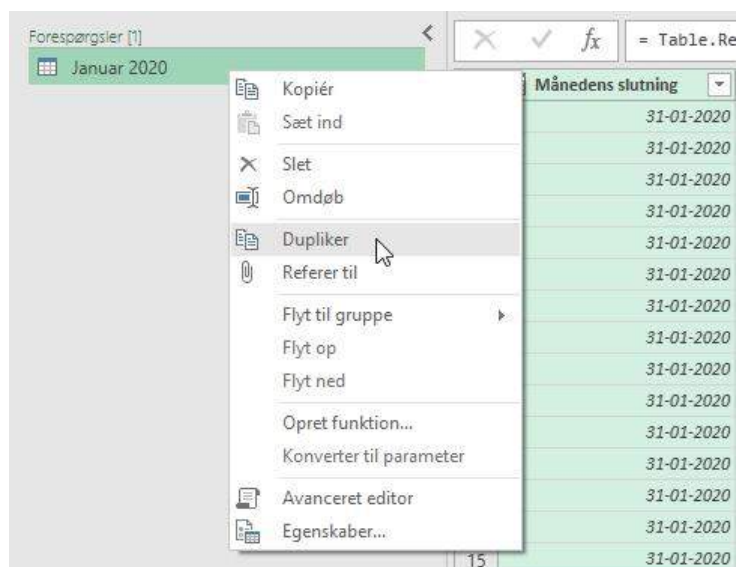 Forespørgsler [1]
Januar 2020
Kopiér
Sæt ind
Slet
Omdøb
Dupliker
Referer til
Flyt til gruppe
Flyt op
Flyt ned
Opret funktion...
Konverter til parameter
Avanceret editor
Egenskaber...
fx = Table.Re
Månedens slutning
31-01-2020
31-01-2020
31-01-2020
31-01-2020
31-01-2020
31-01-2020
31-01-2020
31-01-2020
31-01-2020
31-01-2020
31-01-2020
31-01-2020
31-01-2020
31-01-2020
15 31-01-2020